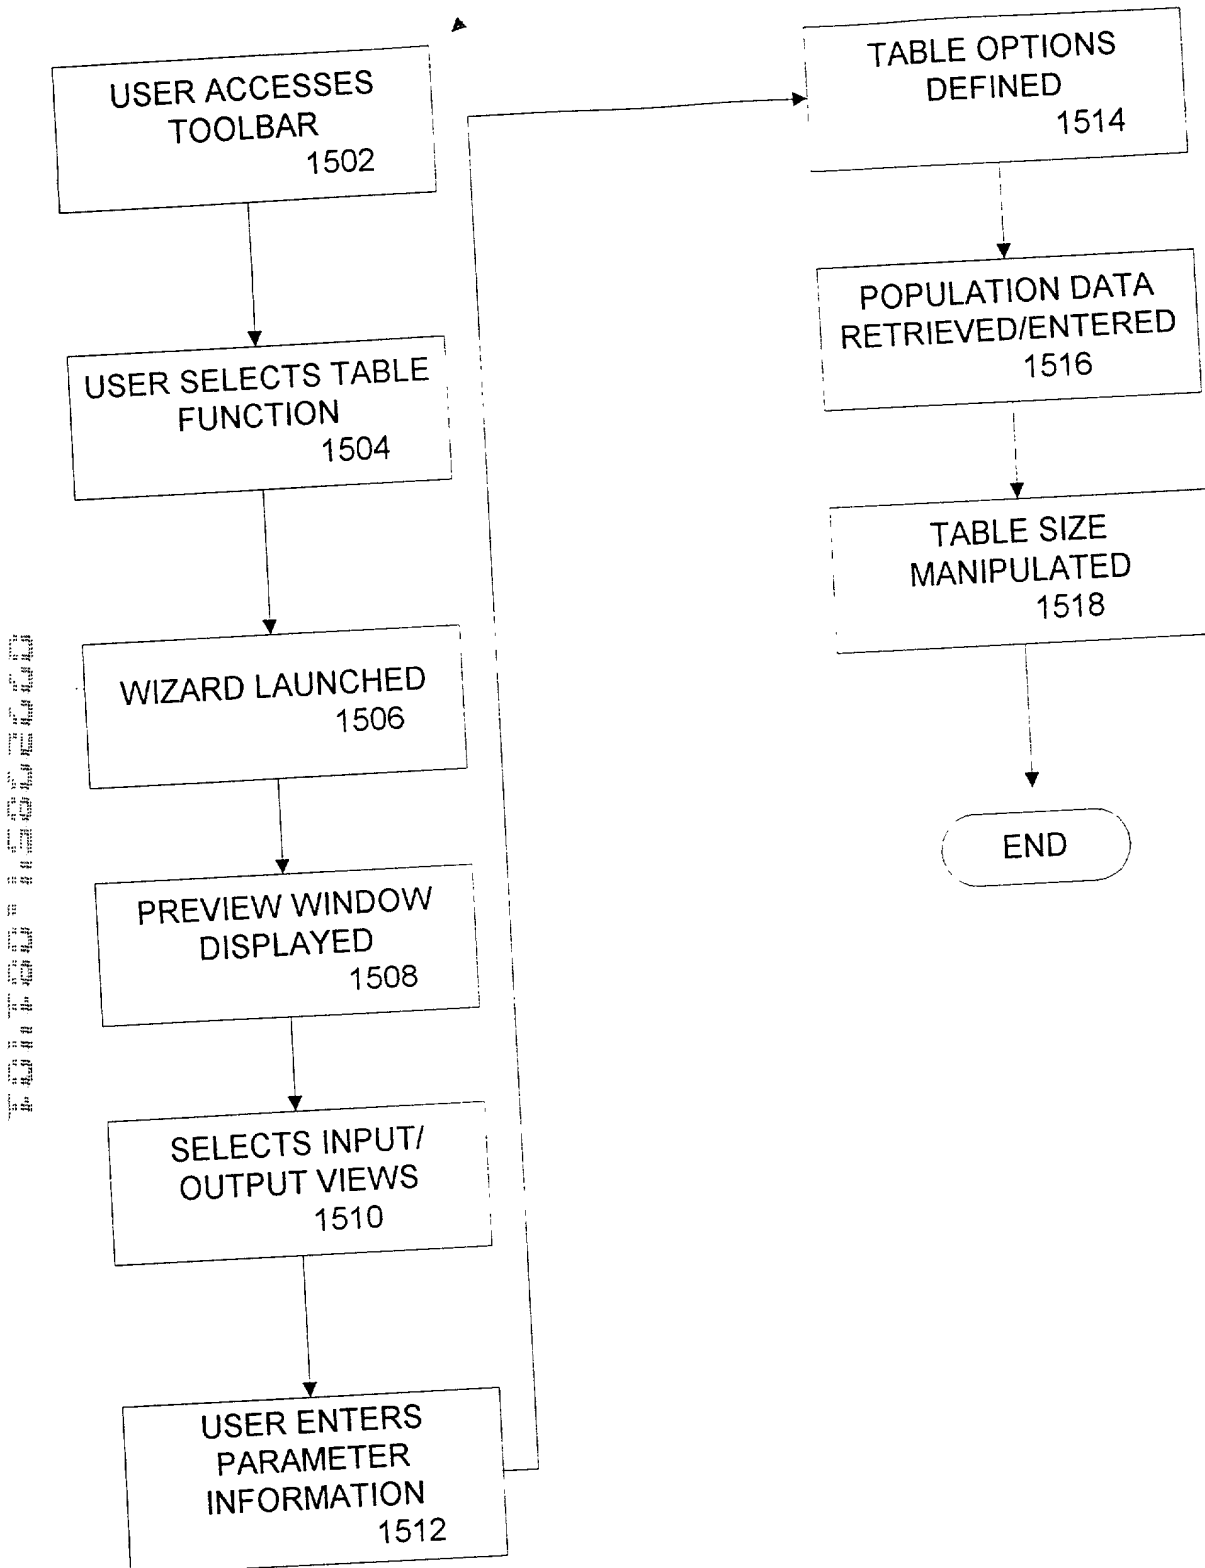 USER ACCESSES
TOOLBAR
1502
USER SELECTS TABLE
FUNCTION
1504
WIZARD LAUNCHED
1506
PREVIEW WINDOW
DISPLAYED
1508
SELECTS INPUT/
OUTPUT VIEWS
1510
USER ENTERS
PARAMETER
INFORMATION
1512
TABLE OPTIONS
DEFINED
1514
POPULATION DATA
RETRIEVED/ENTERED
1516
TABLE SIZE
MANIPULATED
1518
END